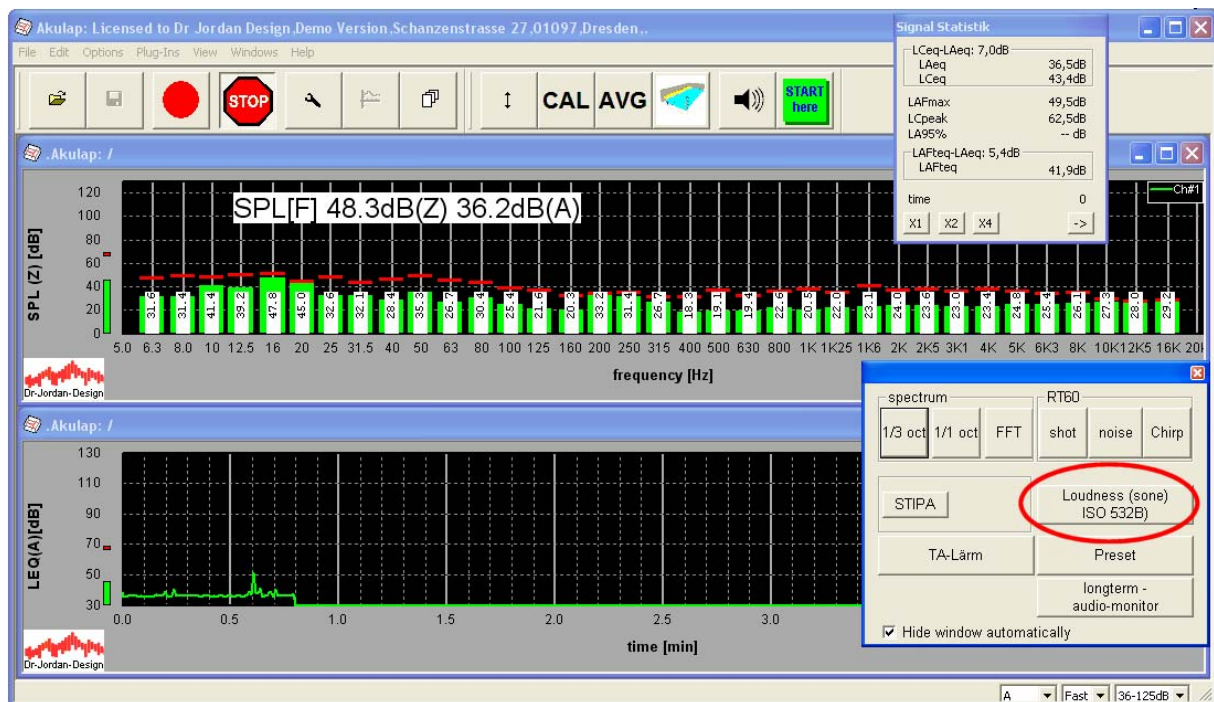 Akulap: Licensed to Dr Jordan Design,Demo Version,Schanzenstrasse 27,01097,Dresden,..
File Edit Options Plug-Ins View Windows Help
STOP
CAL AVG
START
here
Signal Statistik
LCeq-LAeq: 7,0dB
LAeq 36,5dB
LCeq 43,4dB
LAFmax 49,5dB
LCpeak 62,5dB
LA95% -- dB
LAFteq-LAeq: 5,4dB
LAFteq 41,9dB
time 0
X1 X2 X4 ->
.Akulap: /
Ch#1
SPL[F] 48.3dB(Z) 36.2dB(A)
SPL (Z) [dB]
120
100
80
60
40
20
0
31.6 31.4 41.4 39.2 47.8 45.0 32.6 32.1 28.4 35.3 26.7 30.4 25.4 21.6 20.3 33.2 31.4 26.7 18.3 19.1 19.4 22.6 20.5 22.0 23.1 24.0 23.6 23.0 23.4 24.8 25.4 26.1 27.3 28.0 29.2
5.0 6.3 8.0 10 12.5 16 20 25 31.5 40 50 63 80 100 125 160 200 250 315 400 500 630 800 1K 1K25 1K6 2K 2K5 3K1 4K 5K 6K3 8K 10K12K5 16K 20
frequency [Hz]
Dr-Jordan-Design
.Akulap: /
LEQ(A)[dB]
130
110
90
70
50
30
0.0 0.5 1.0 1.5 2.0 2.5 3.0
time [min]
Dr-Jordan-Design
spectrum
1/3 oct 1/1 oct FFT
RT60
shot noise Chirp
STIPA
Loudness (sone)
ISO 532B)
TA-Lärm
Preset
longterm -
audio-monitor
Hide window automatically
A Fast 36-125dB